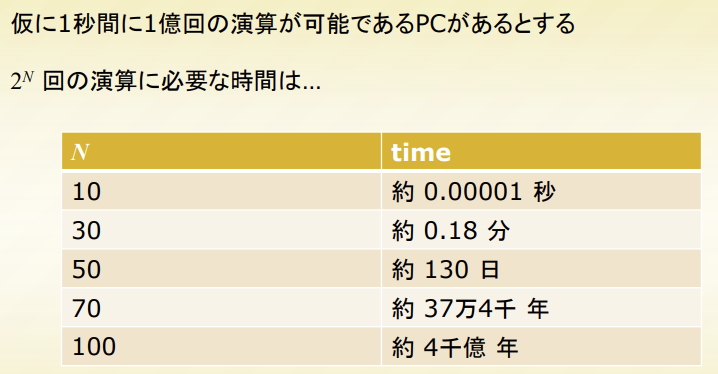 仮に1秒間に1億回の演算が可能であるPCがあるとする
2^N 回の演算に必要な時間は…
N time
10 約 0.00001 秒
30 約 0.18 分
50 約 130 日
70 約 37万4千 年
100 約 4千億 年